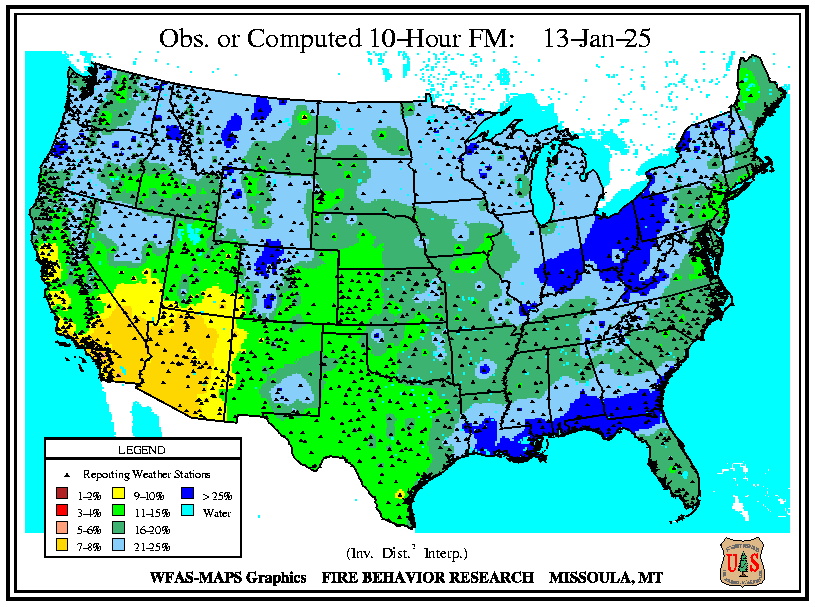 Obs. or Computed 10-Hour FM: 13-Jan-25
LEGEND
Reporting Weather Stations
1-2% 9-10% > 25%
3-4% 11-15% Water
5-6% 16-20%
7-8% 21-25%
(Inv. Dist.² Interp.)
WFAS-MAPS Graphics FIRE BEHAVIOR RESEARCH MISSOULA, MT
U S